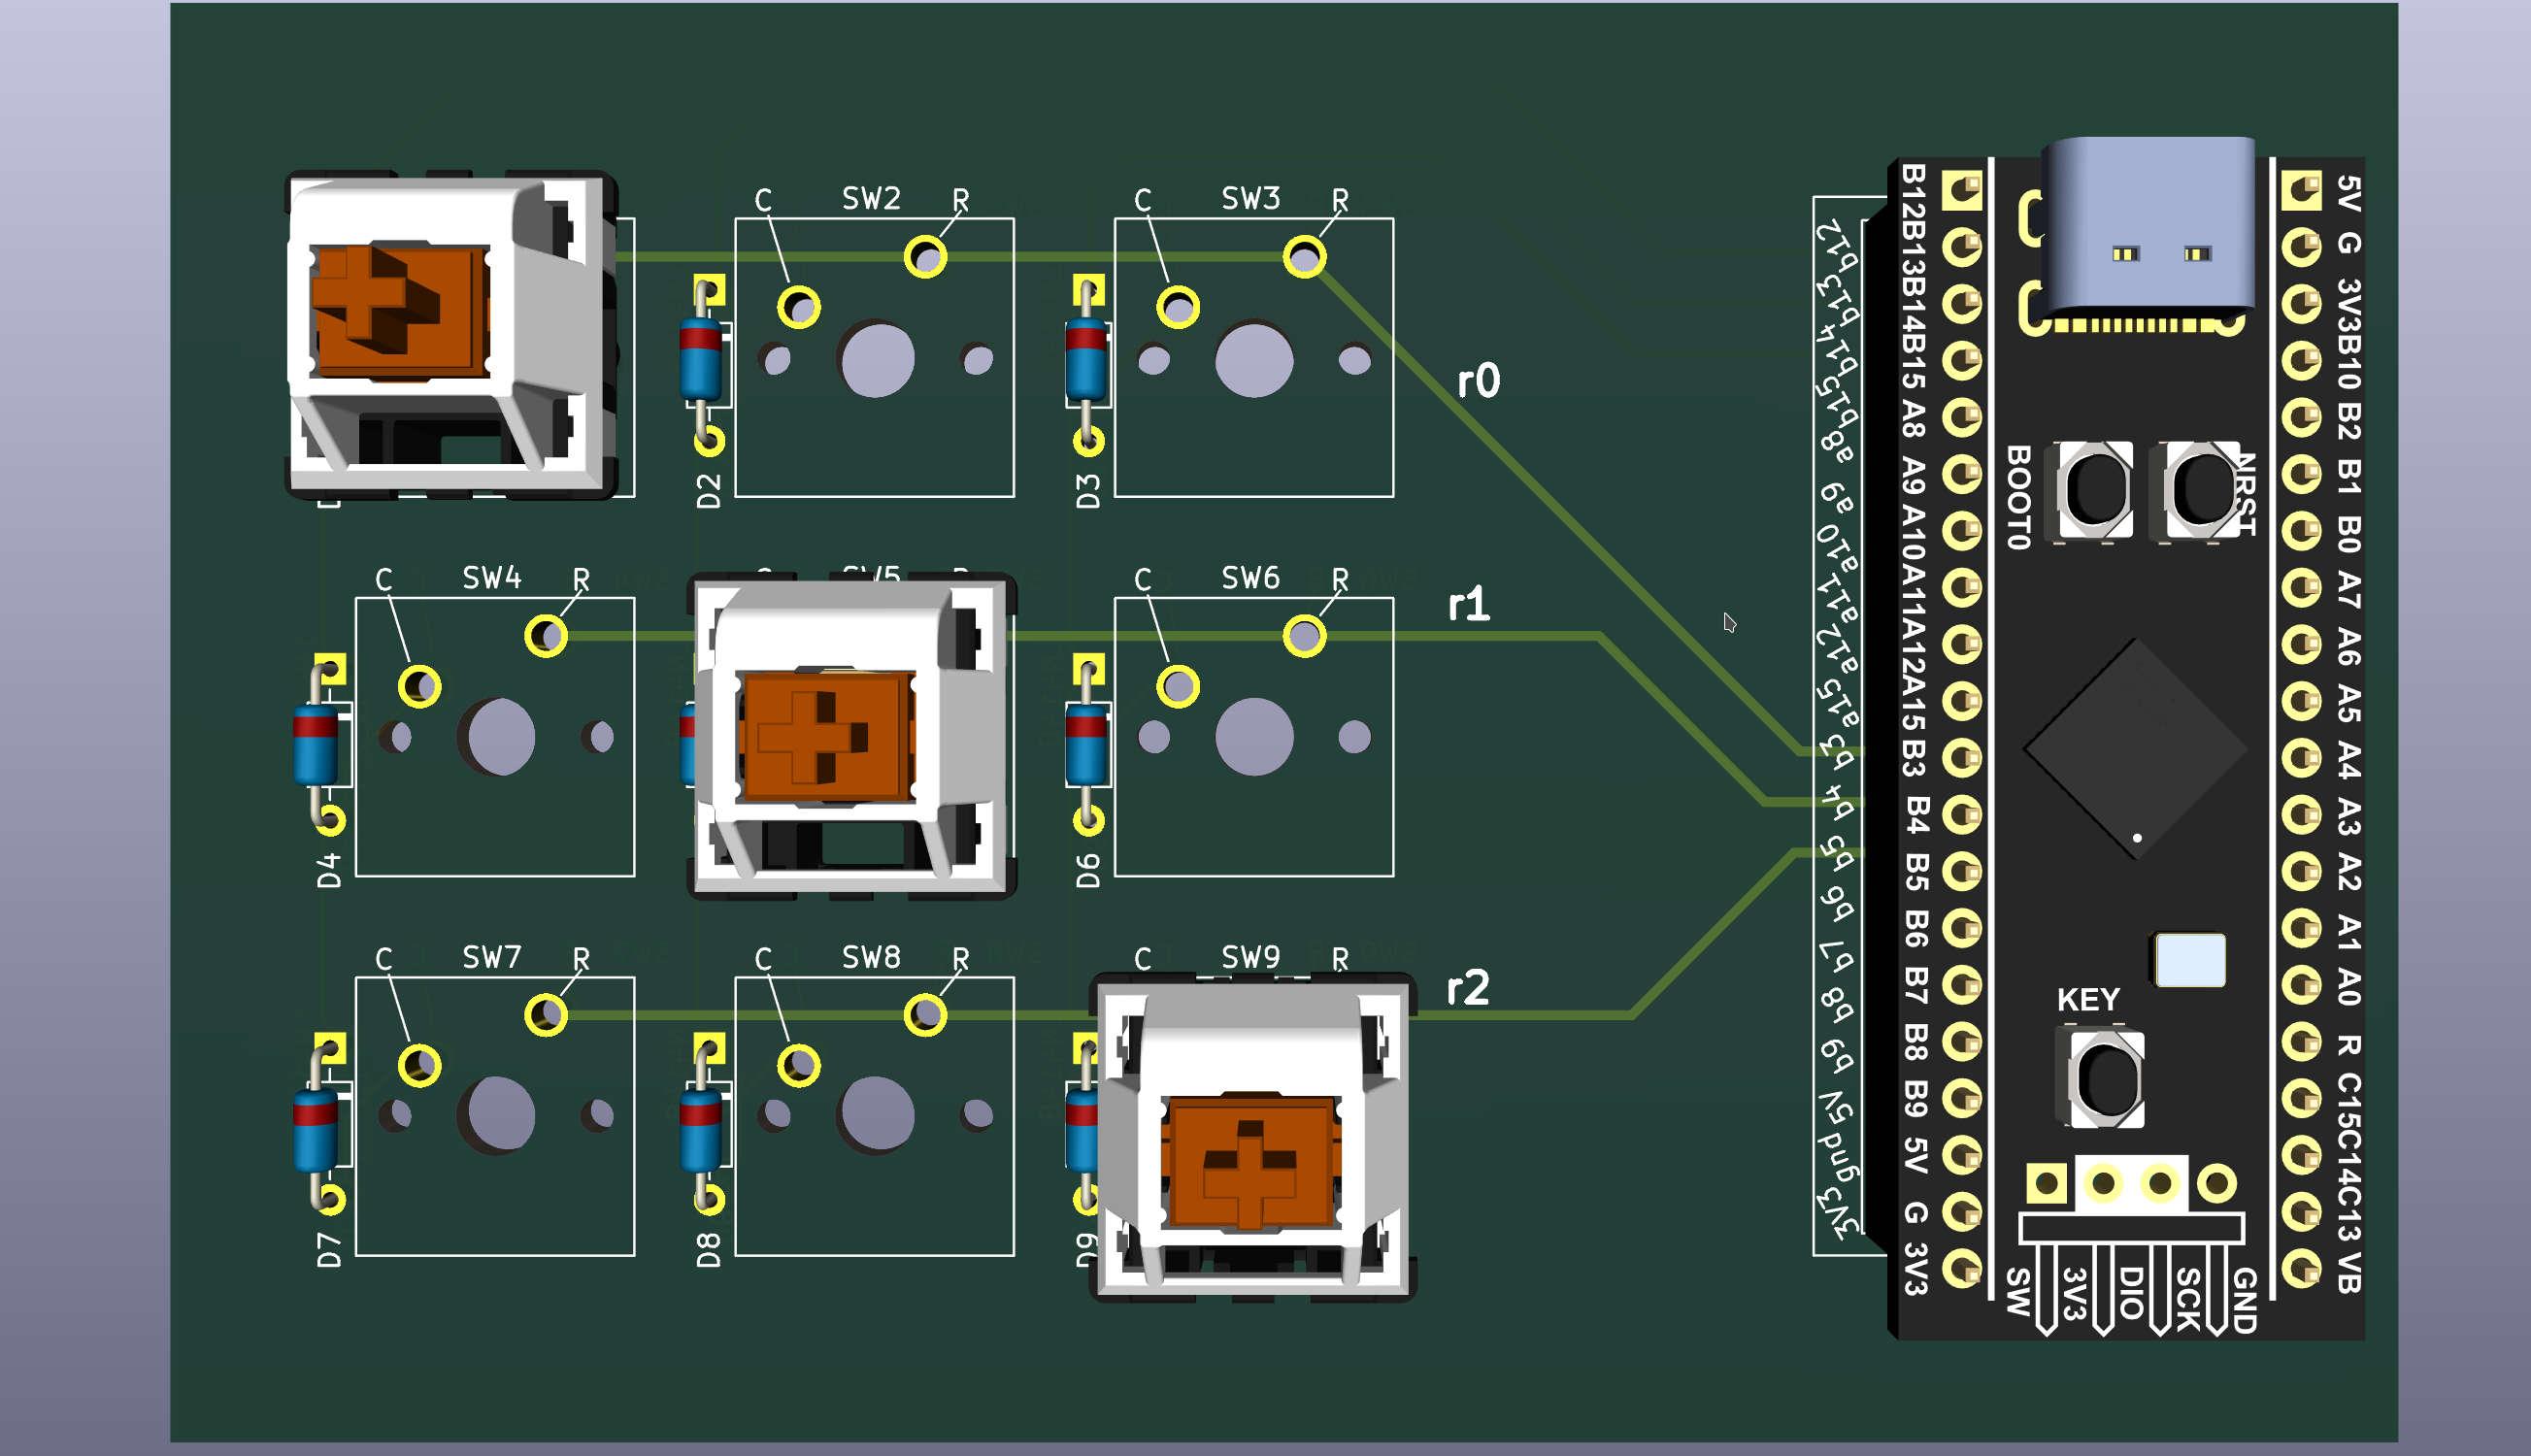 C SW2 R
C SW3 R
D2
D3
r0
C SW4 R
C SW6 R
D4
D6
r1
C SW7 R
C SW8 R
C SW9 R
D7
D8
D9
r2
b12
b13
b14
b15
a8
a9
a10
a11
a12
a15
b3
b4
b5
b6
b7
b8
b9
5V
gnd
3V3
B12
B13
B14
B15
A8
A9
A10
A11
A12
A15
B3
B4
B5
B6
B7
B8
B9
5V
G
3V3
BOOT0
NRST
KEY
SW
3V3
DIO
SCK
GND
5V
G
3V3
B10
B2
B1
B0
A7
A6
A5
A4
A3
A2
A1
A0
R
C15
C14
C13
VB